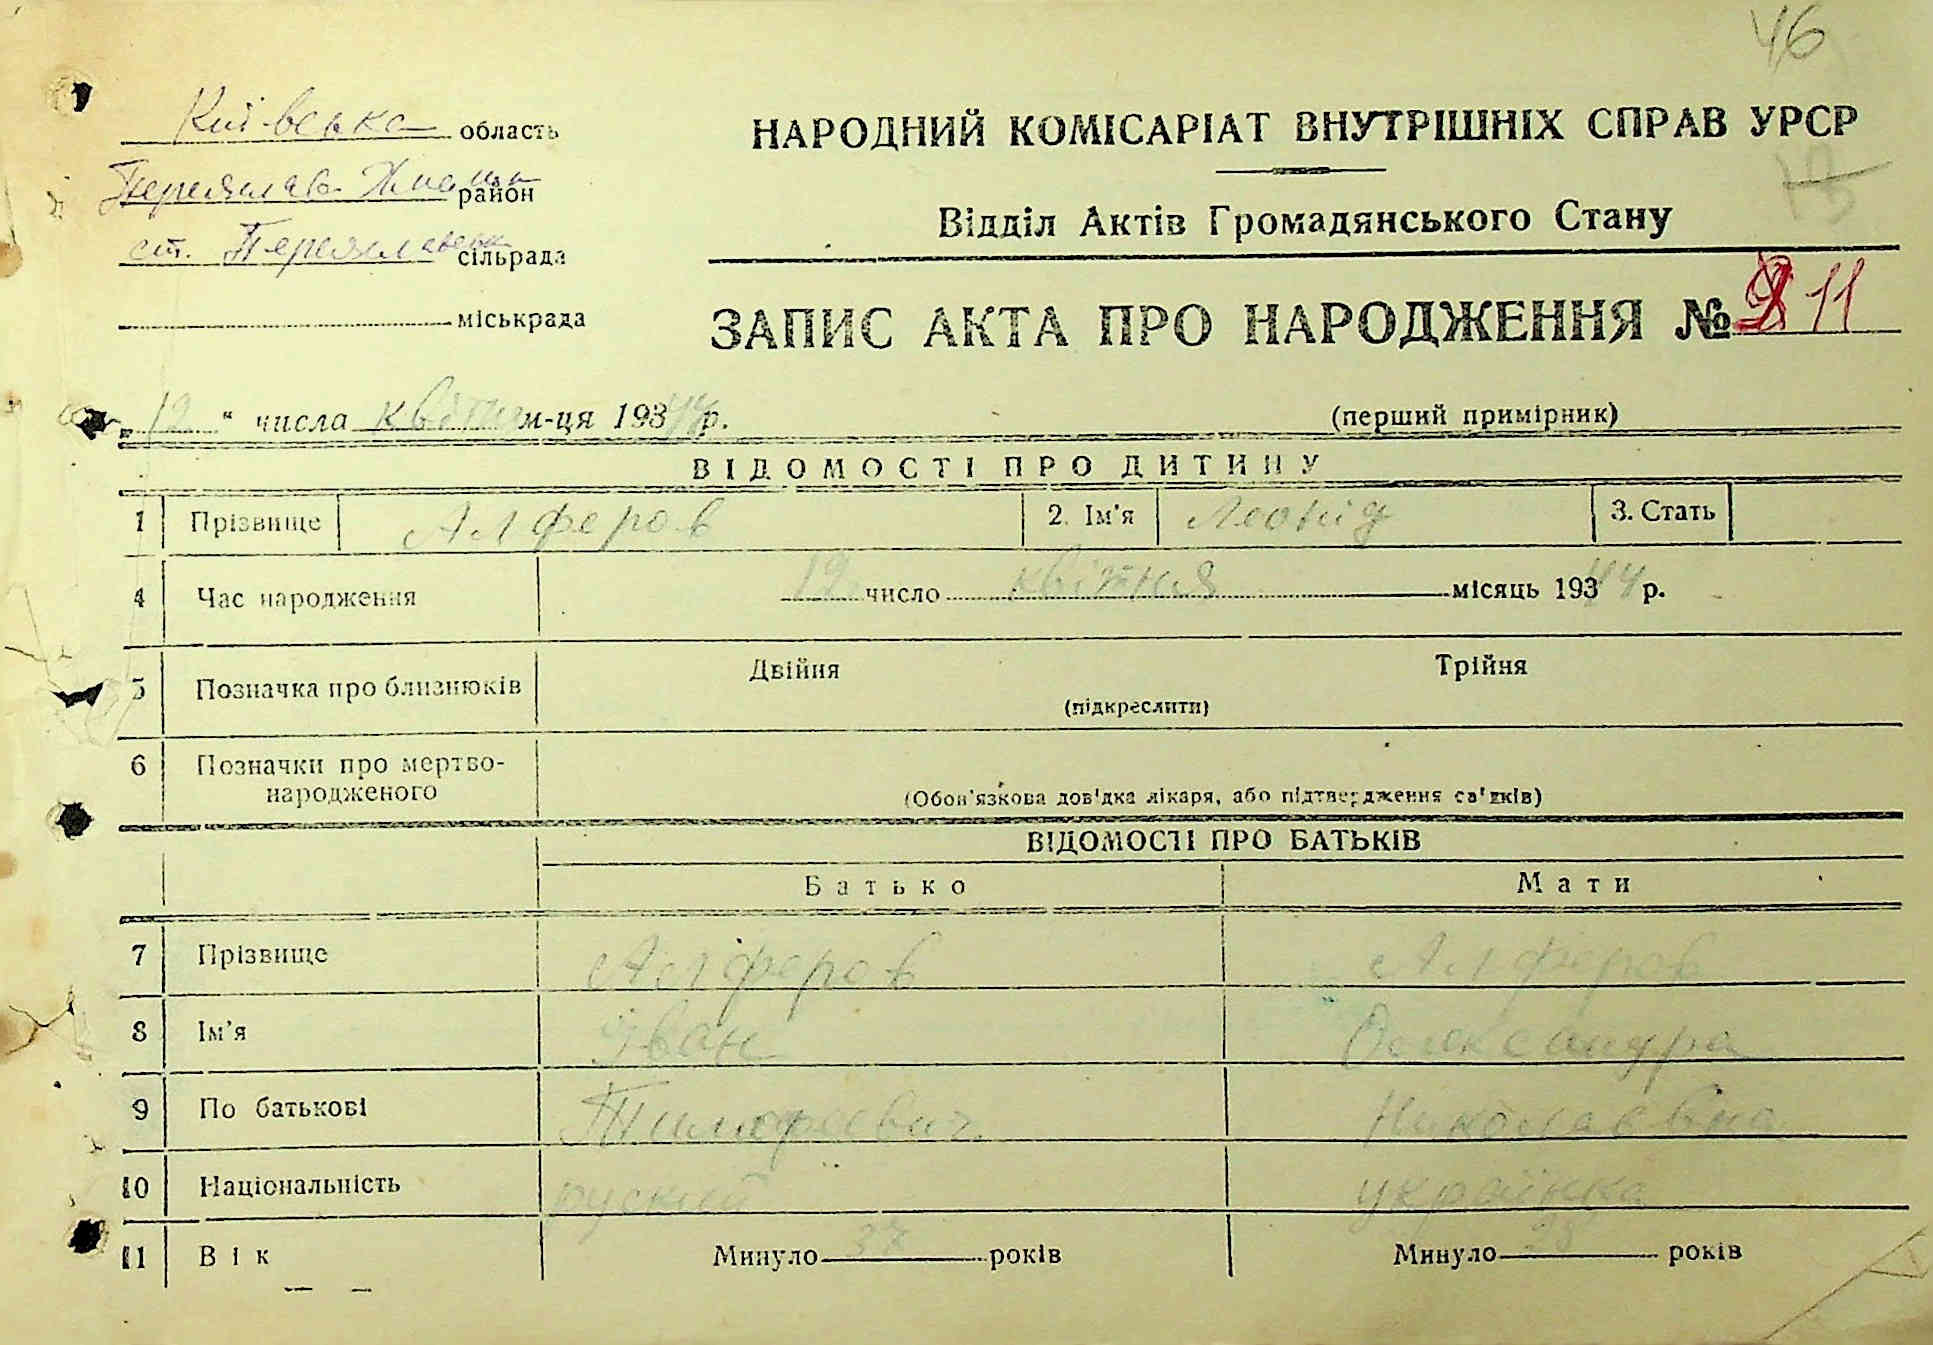 46
Київська область
НАРОДНИЙ КОМІСАРІАТ ВНУТРІШНІХ СПРАВ УРСР
Переяслав-Хмельн район
Відділ Актів Громадянського Стану
ст. Переяславськ сільрада
міськрада
ЗАПИС АКТА ПРО НАРОДЖЕННЯ № 11
„12“ числа квітня м-ця 19344 р.
(перший примірник)
ВІДОМОСТІ ПРО ДИТИНУ
1 Прізвище Алферов 2. Ім'я Леонід 3. Стать
4 Час народження 12 число квітня місяць 19344 р.
5 Позначка про близнюків Двійня Трійня
(підкреслити)
6 Позначки про мертво-
народженого
(Обов'язкова довідка лікаря, або підтвердження свідків)
ВІДОМОСТІ ПРО БАТЬКІВ
Батько Мати
7 Прізвище Алферов Алферов
8 Ім'я Іван Олександра
9 По батькові Тимофеевич Николаевна
10 Національність руский українка
11 Вік Минуло 37 років Минуло років